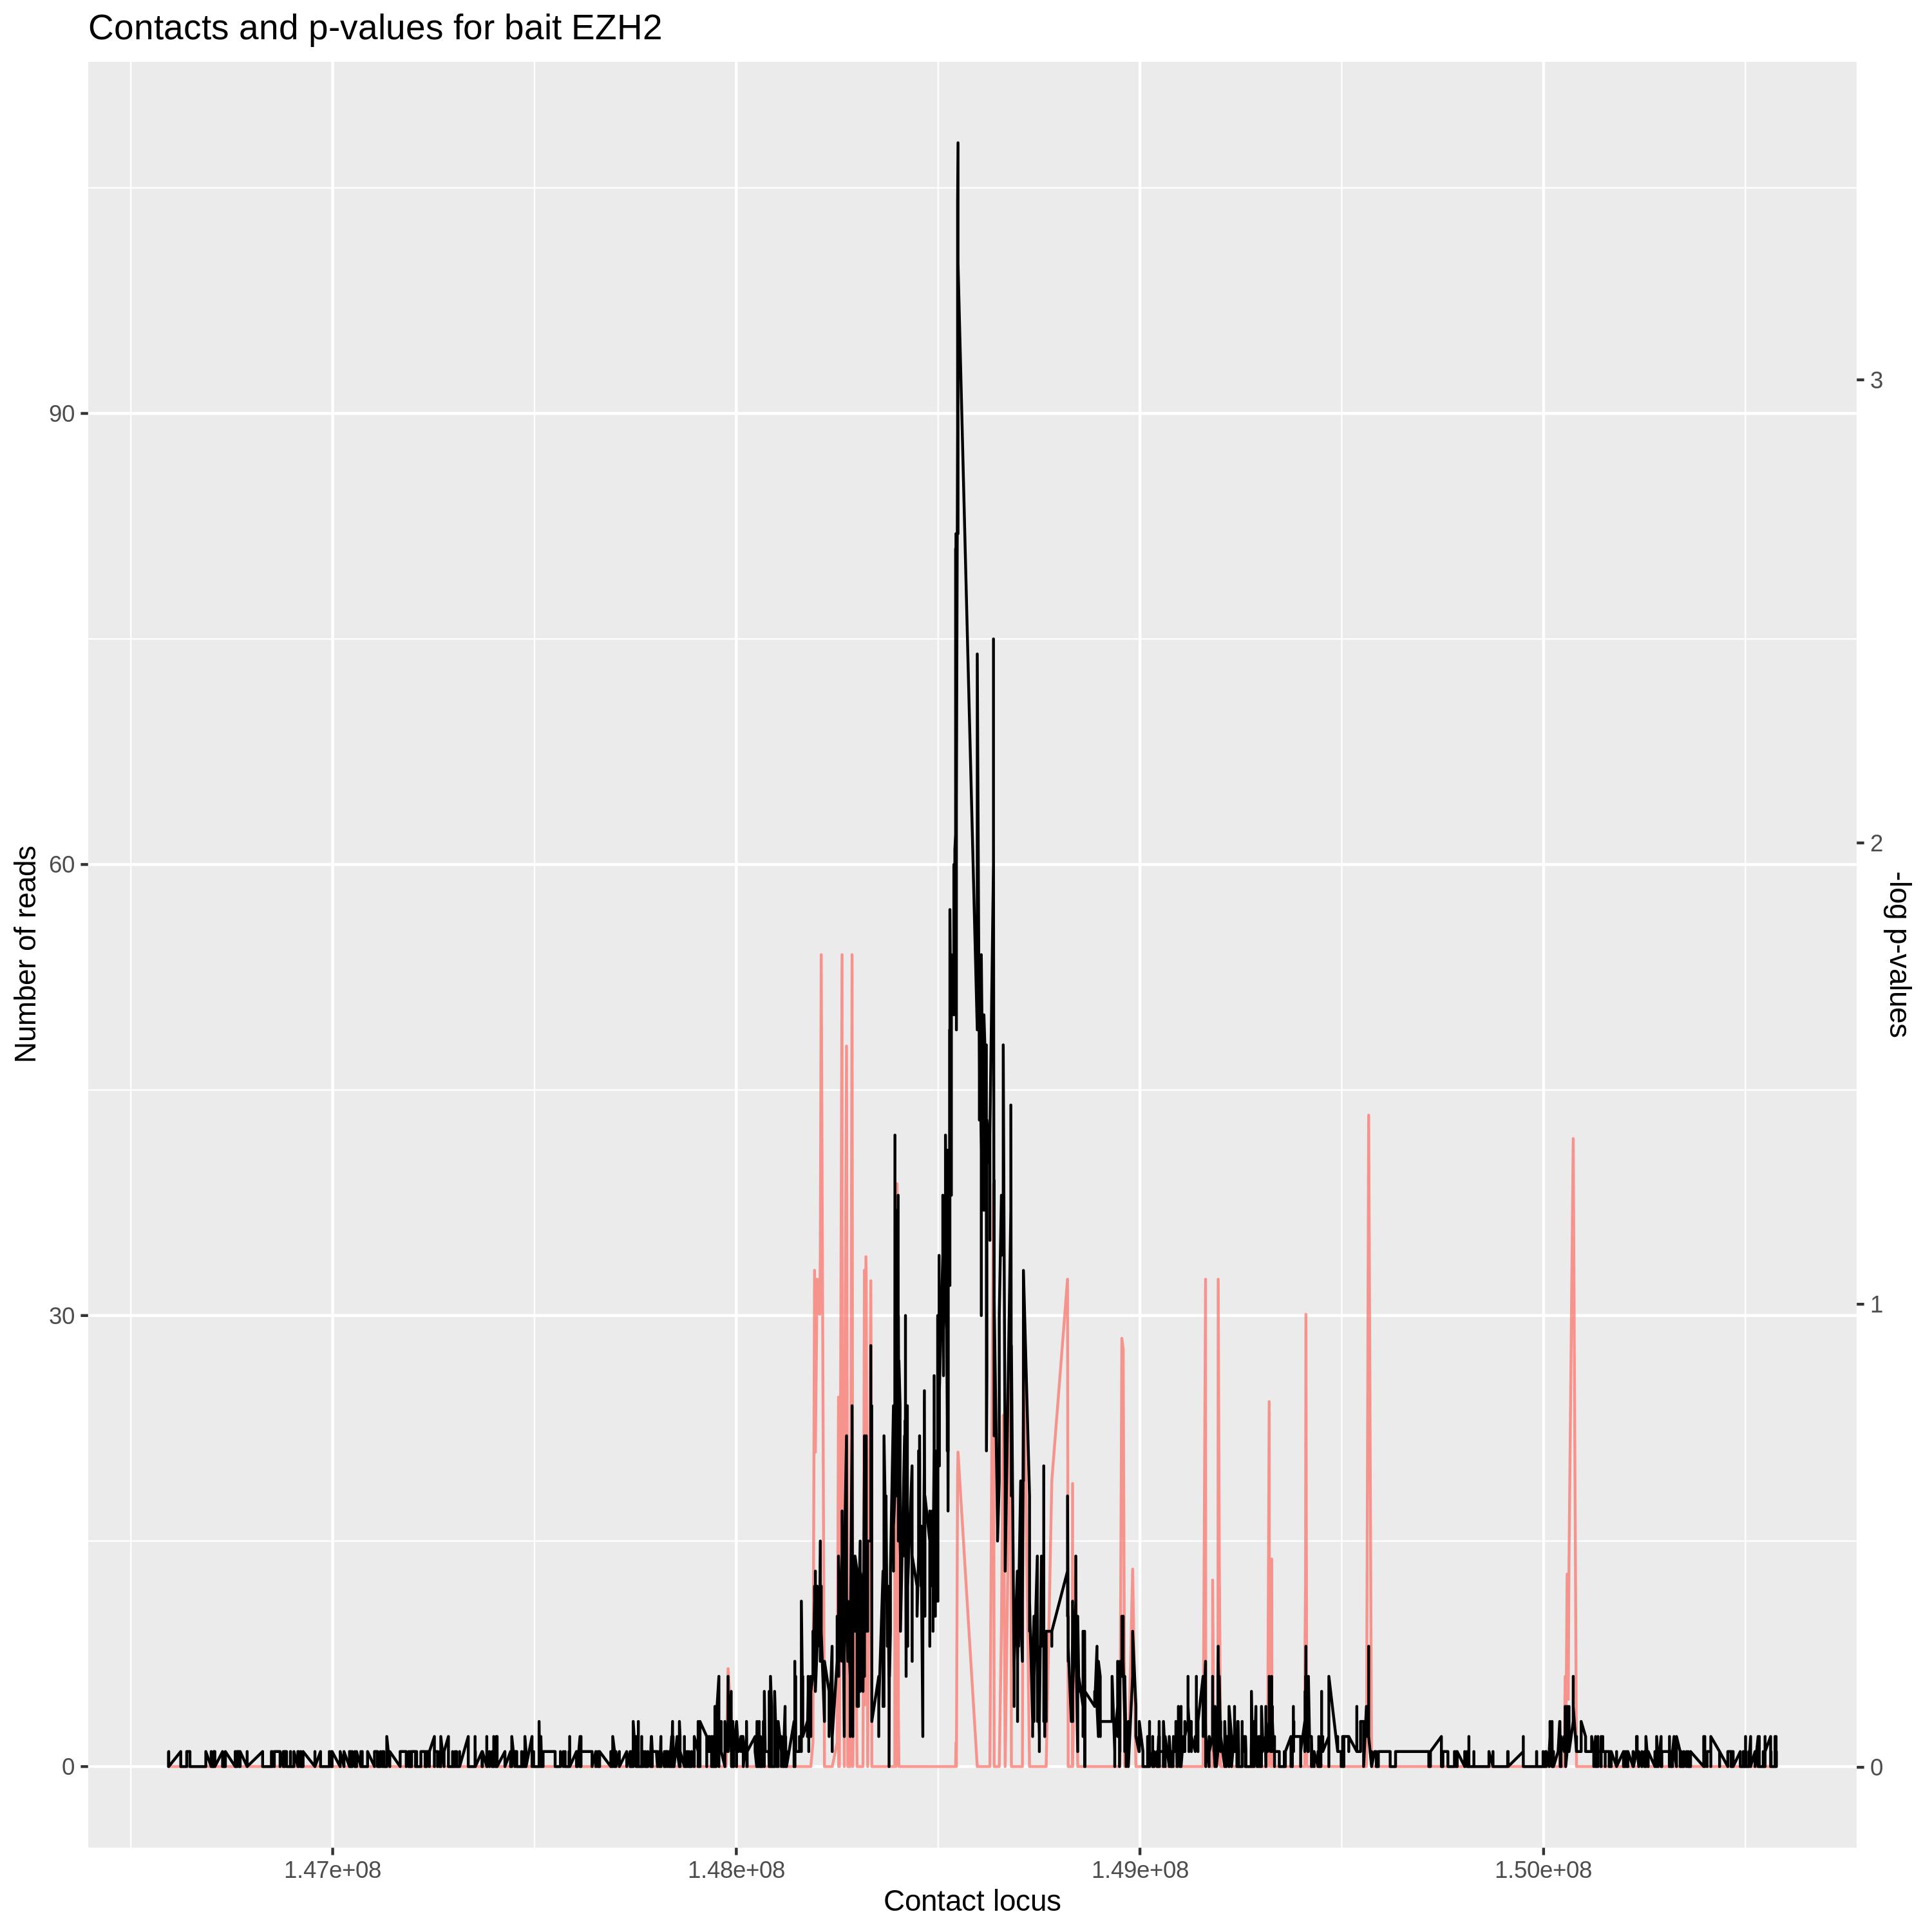 Contacts and p-values for bait EZH2
Number of reads
90
60
30
0
3
2
1
0
-log p-values
1.47e+08
1.48e+08
1.49e+08
1.50e+08
Contact locus